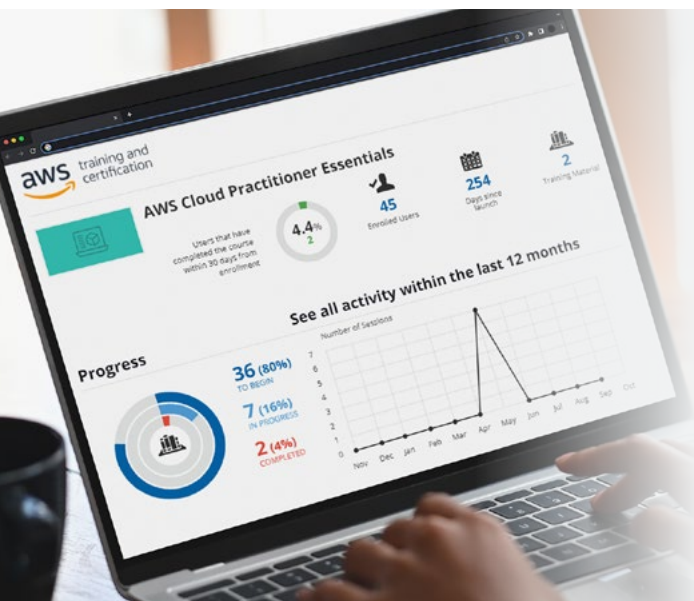 aws training and
certification
AWS Cloud Practitioner Essentials
Users that have
completed the course
within 30 days from
enrollment
4.4%
2
45
Enrolled Users
254
Days since
launch
2
Training Material
Progress
36 (80%)
TO BEGIN
7 (16%)
IN PROGRESS
2 (4%)
COMPLETED
See all activity within the last 12 months
Number of Sessions
7
6
5
4
3
2
1
0
Nov Dec Jan Feb Mar Apr May Jun Jul Aug Sep Oct